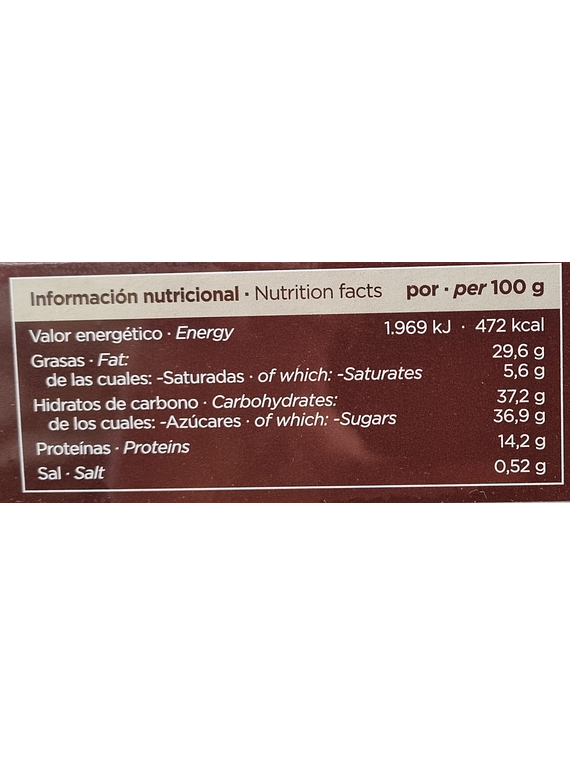 Información nutricional · Nutrition facts por · per 100 g
Valor energético · Energy 1.969 kJ · 472 kcal
Grasas · Fat: 29,6 g
de las cuales: -Saturadas · of which: -Saturates 5,6 g
Hidratos de carbono · Carbohydrates: 37,2 g
de los cuales: -Azúcares · of which: -Sugars 36,9 g
Proteínas · Proteins 14,2 g
Sal · Salt 0,52 g